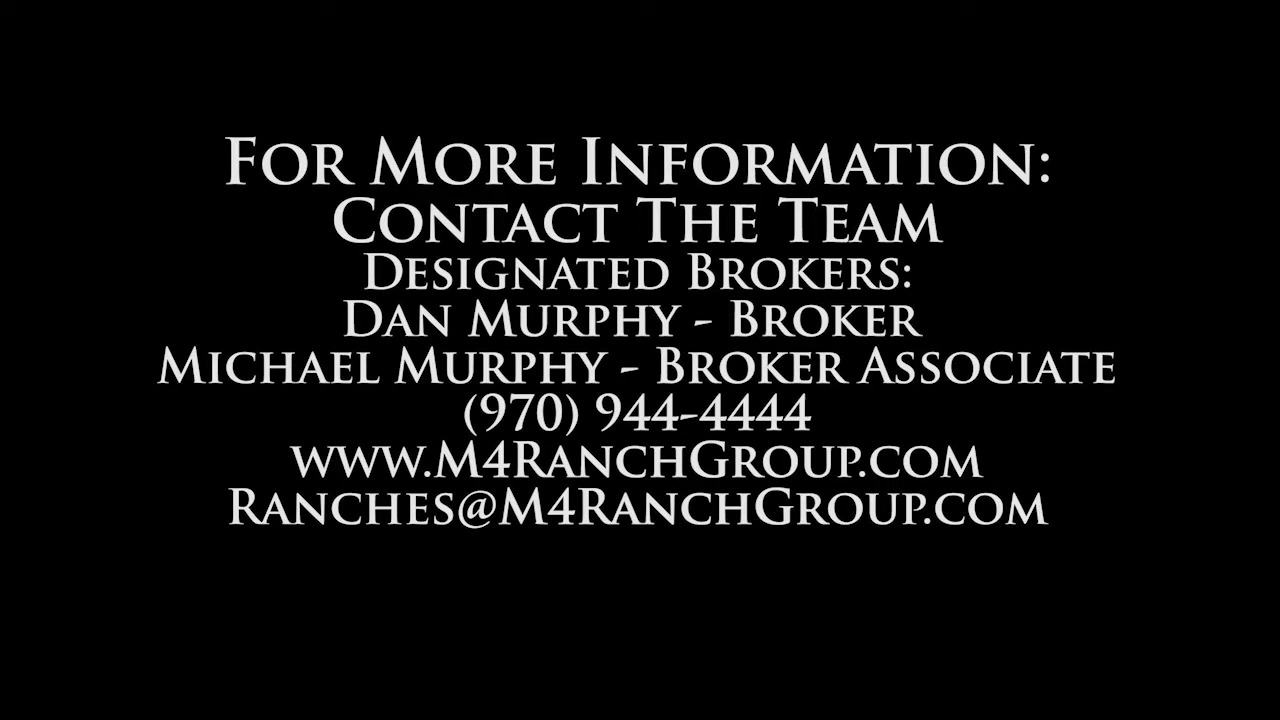 For More Information:
Contact The Team
Designated Brokers:
Dan Murphy - Broker
Michael Murphy - Broker Associate
(970) 944-4444
www.M4RanchGroup.com
Ranches@M4RanchGroup.com